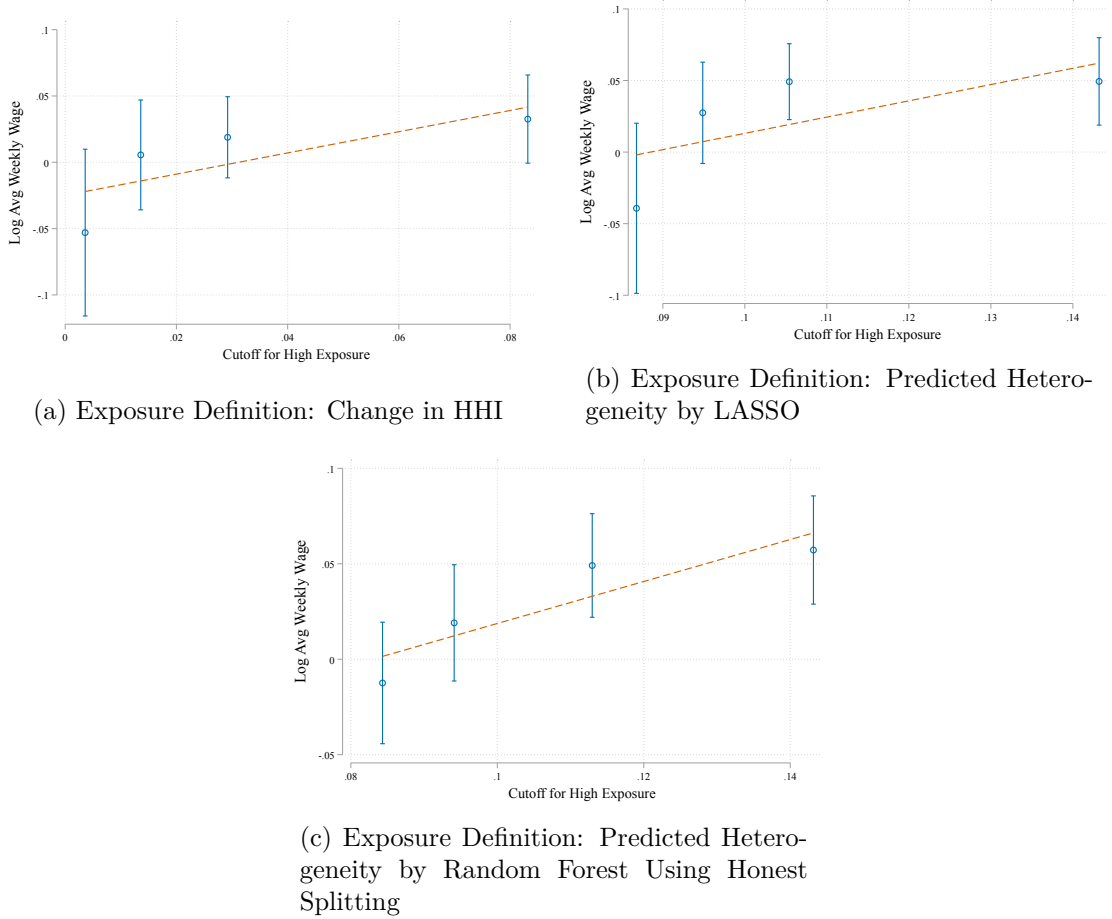 .1
.05
0
-.05
-.1
Log Avg Weekly Wage
0
.02
.04
.06
.08
Cutoff for High Exposure
(a) Exposure Definition: Change in HHI
.1
.05
0
-.05
-.1
Log Avg Weekly Wage
.09
.1
.11
.12
.13
.14
Cutoff for High Exposure
(b) Exposure Definition: Predicted Hetero-
geneity by LASSO
.1
.05
0
-.05
Log Avg Weekly Wage
.08
.1
.12
.14
Cutoff for High Exposure
(c) Exposure Definition: Predicted Hetero-
geneity by Random Forest Using Honest
Splitting